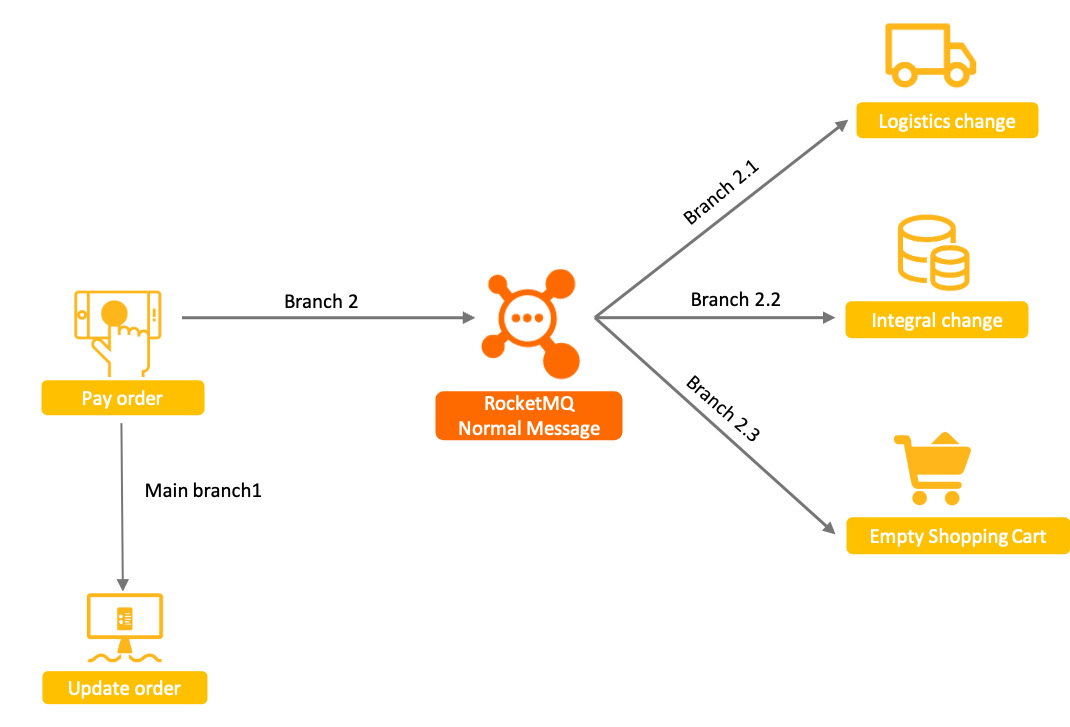 Logistics change
Branch 2.1
Branch 2
Branch 2.2
Integral change
Pay order
RocketMQ
Normal Message
Branch 2.3
Main branch1
Empty Shopping Cart
Update order